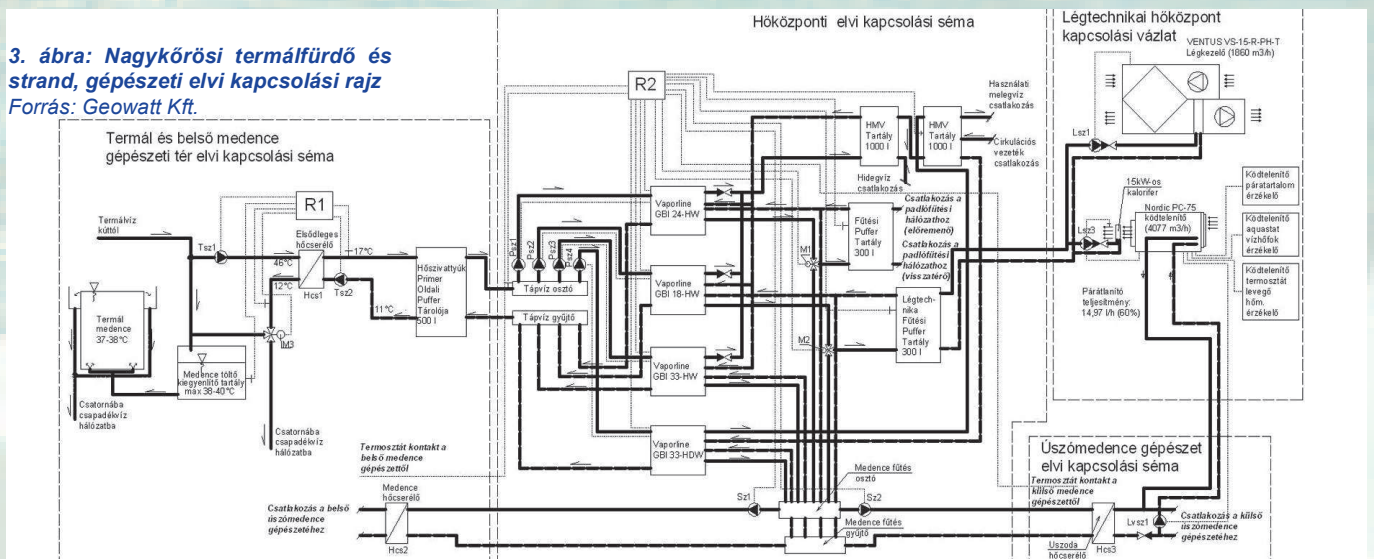 3. ábra: Nagykőrösi termálfürdő és
strand, gépészeti elvi kapcsolási rajz
Forrás: Geowatt Kft.
Termál és belső medence
gépészeti tér elvi kapcsolási séma
R1
Termálvíz
kúttól
Tsz1
Elsődleges
hőcserélő
46°C
17°C
12°C
11°C
Hcs1
Tsz2
M3
Termál
medence
37-38°C
Medence töltő
kiegyenlítő tartály
max 38-40°C
Csatornába
csapadékvíz
hálózatba
Csatornába
csapadékvíz
hálózatba
Hőszivattyúk
Primer
Oldali
Puffer
Tárolója
500 l
Hőközponti elvi kapcsolási séma
R2
Psz1
Psz2
Psz3
Psz4
Tápvíz osztó
Tápvíz gyűjtő
Vaporline
GBI 24-HW
Vaporline
GBI 18-HW
Vaporline
GBI 33-HW
Vaporline
GBI 33-HDW
HMV
Tartály
1000 l
HMV
Tartály
1000 l
Használati
melegvíz
csatlakozás
Cirkulációs
vezeték
csatlakozás
Hidegvíz
csatlakozás
M1
Fűtési
Puffer
Tartály
300 l
Csatlakozás a
padlófűtési
hálózathoz
(előremenő)
Csatlakozás a
padlófűtési
hálózathoz
(visszatérő)
M2
Légtech-
nika
Fűtési
Puffer
Tartály
300 l
Termosztát kontakt a
belső medence
gépészettől
Medence
hőcserélő
Csatlakozás a belső
úszómedence
gépészetéhez
Hcs2
Sz1
Sz2
Medence fűtés
osztó
Medence fűtés
gyűjtő
Légtechnikai hőközpont
kapcsolási vázlat
VENTUS VS-15-R-PH-T
Légkezelő (1860 m3/h)
Lsz1
15kW-os
kalorifer
Lsz3
Nordic PC-75
ködtelenítő
(4077 m3/h)
Ködtelenítő
páratartalom
érzékelő
Ködtelenítő
aquastat
vízhőfok
érzékelő
Ködtelenítő
termosztát
levegő
hőm.
érzékelő
Párátlanító
teljesítmény:
14,97 l/h (60%)
Úszómedence gépészet
elvi kapcsolási séma
Termosztát kontakt a
külső medence
gépészettől
Lvsz1
Csatlakozás a külső
úszómedence
gépészetéhez
Uszoda
hőcserélő
Hcs3